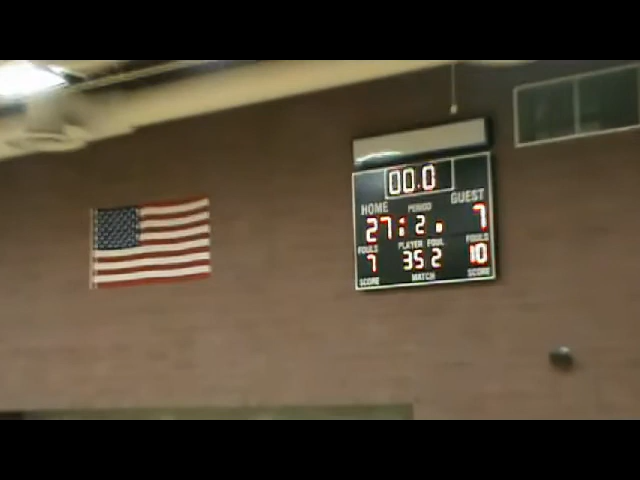 00.0
HOME PERIOD GUEST
27 : 2 . 7
FOULS PLAYER FOUL FOULS
7 35 2 10
SCORE MATCH SCORE